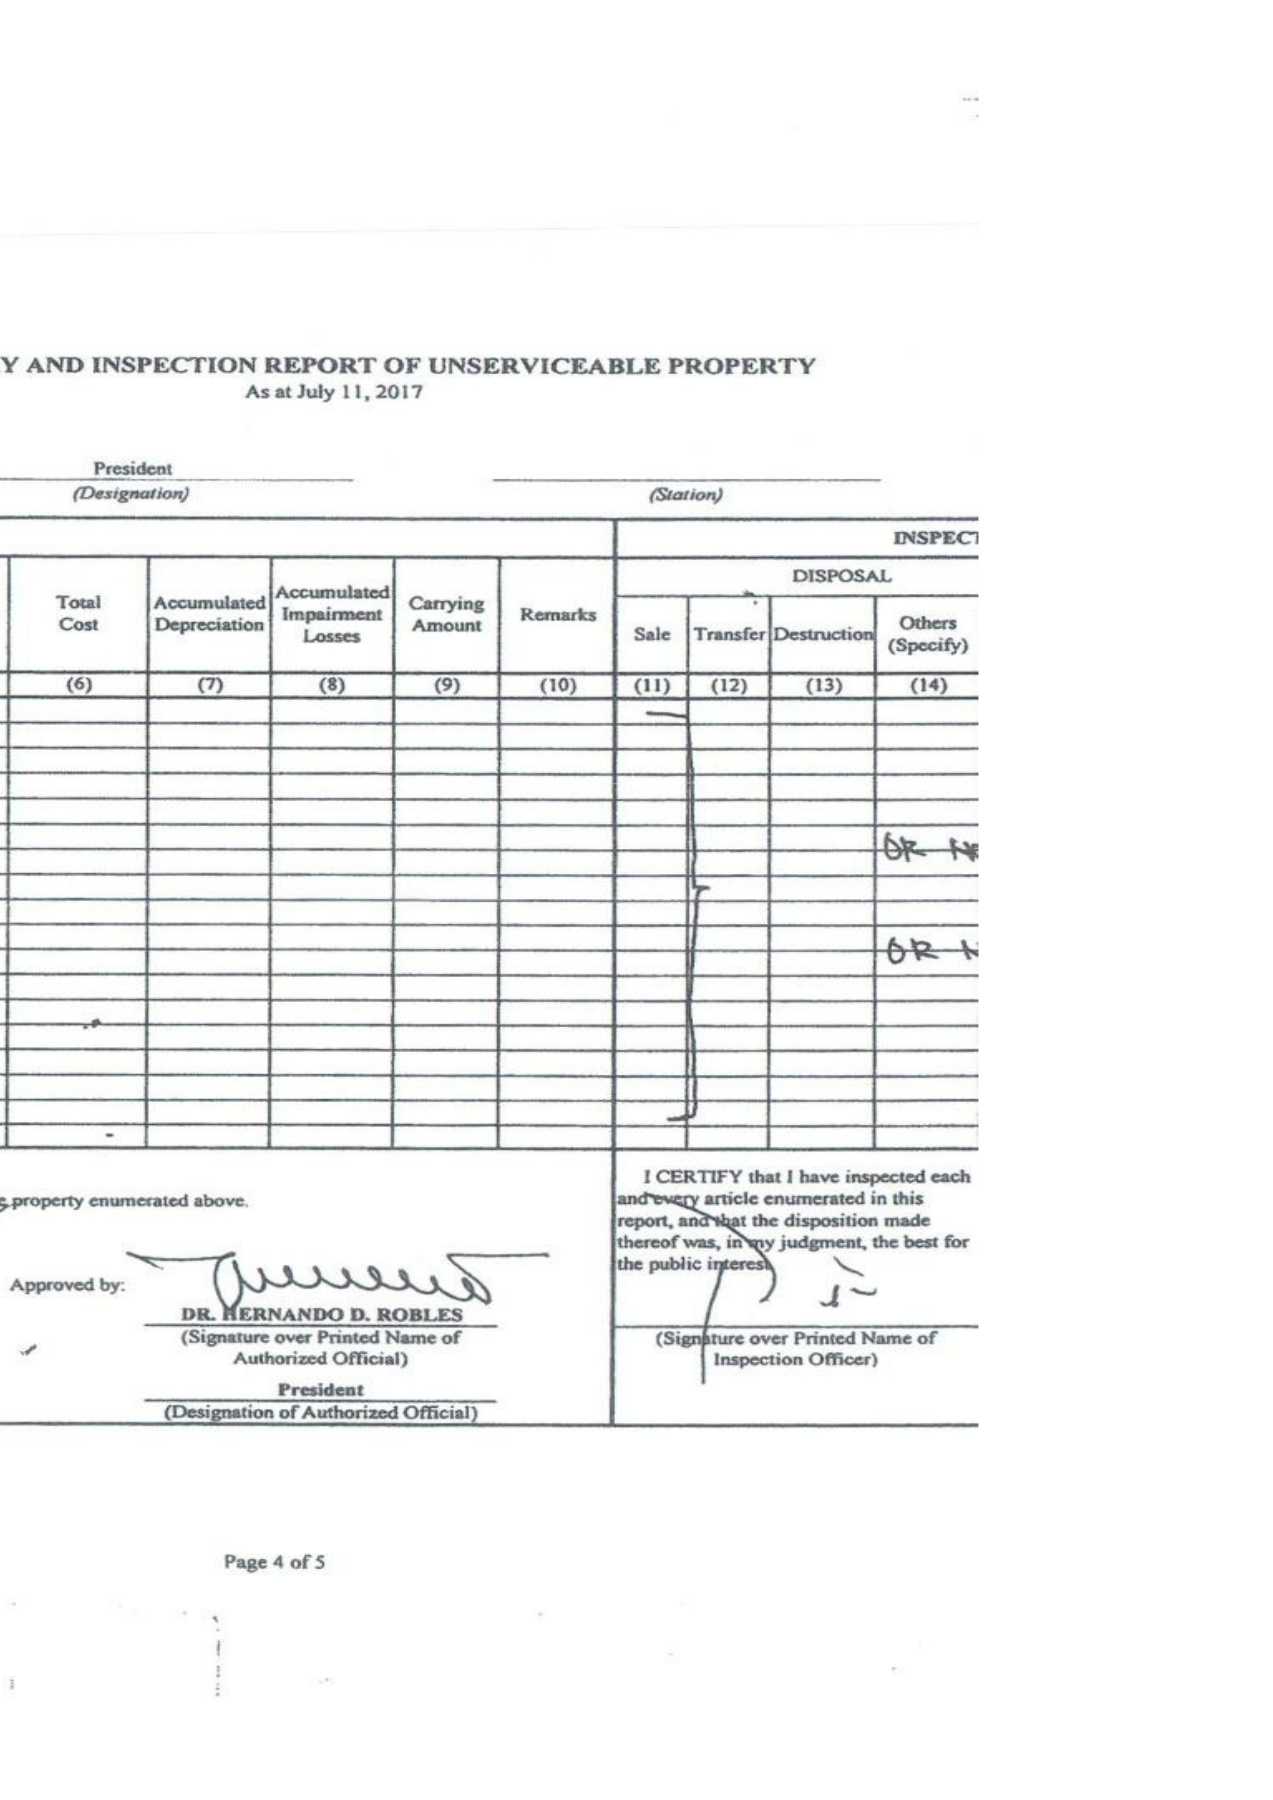 Y AND INSPECTION REPORT OF UNSERVICEABLE PROPERTY
As at July 11, 2017
President
(Designation) (Station)
INSPECT
DISPOSAL
Total Cost Accumulated Depreciation Accumulated Impairment Losses Carrying Amount Remarks Sale Transfer Destruction Others (Specify)
(6) (7) (8) (9) (10) (11) (12) (13) (14)
OR
OR
property enumerated above.
I CERTIFY that I have inspected each
and every article enumerated in this
report, and that the disposition made
thereof was, in my judgment, the best for
the public interest
Approved by:
DR. HERNANDO D. ROBLES
(Signature over Printed Name of
Authorized Official)
President
(Designation of Authorized Official)
(Signature over Printed Name of
Inspection Officer)
Page 4 of 5